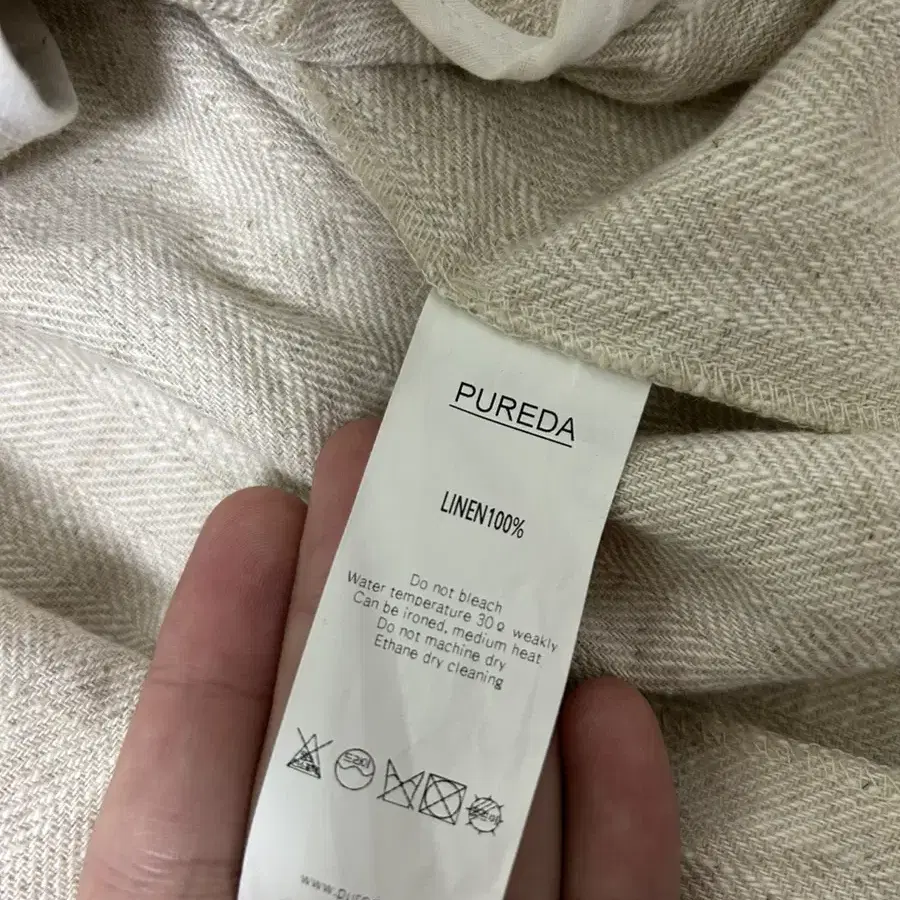 PUREDA
LINEN100%
Do not bleach
Water temperature 30 Ω weakly
Can be ironed, medium heat
Do not machine dry
Ethane dry cleaning